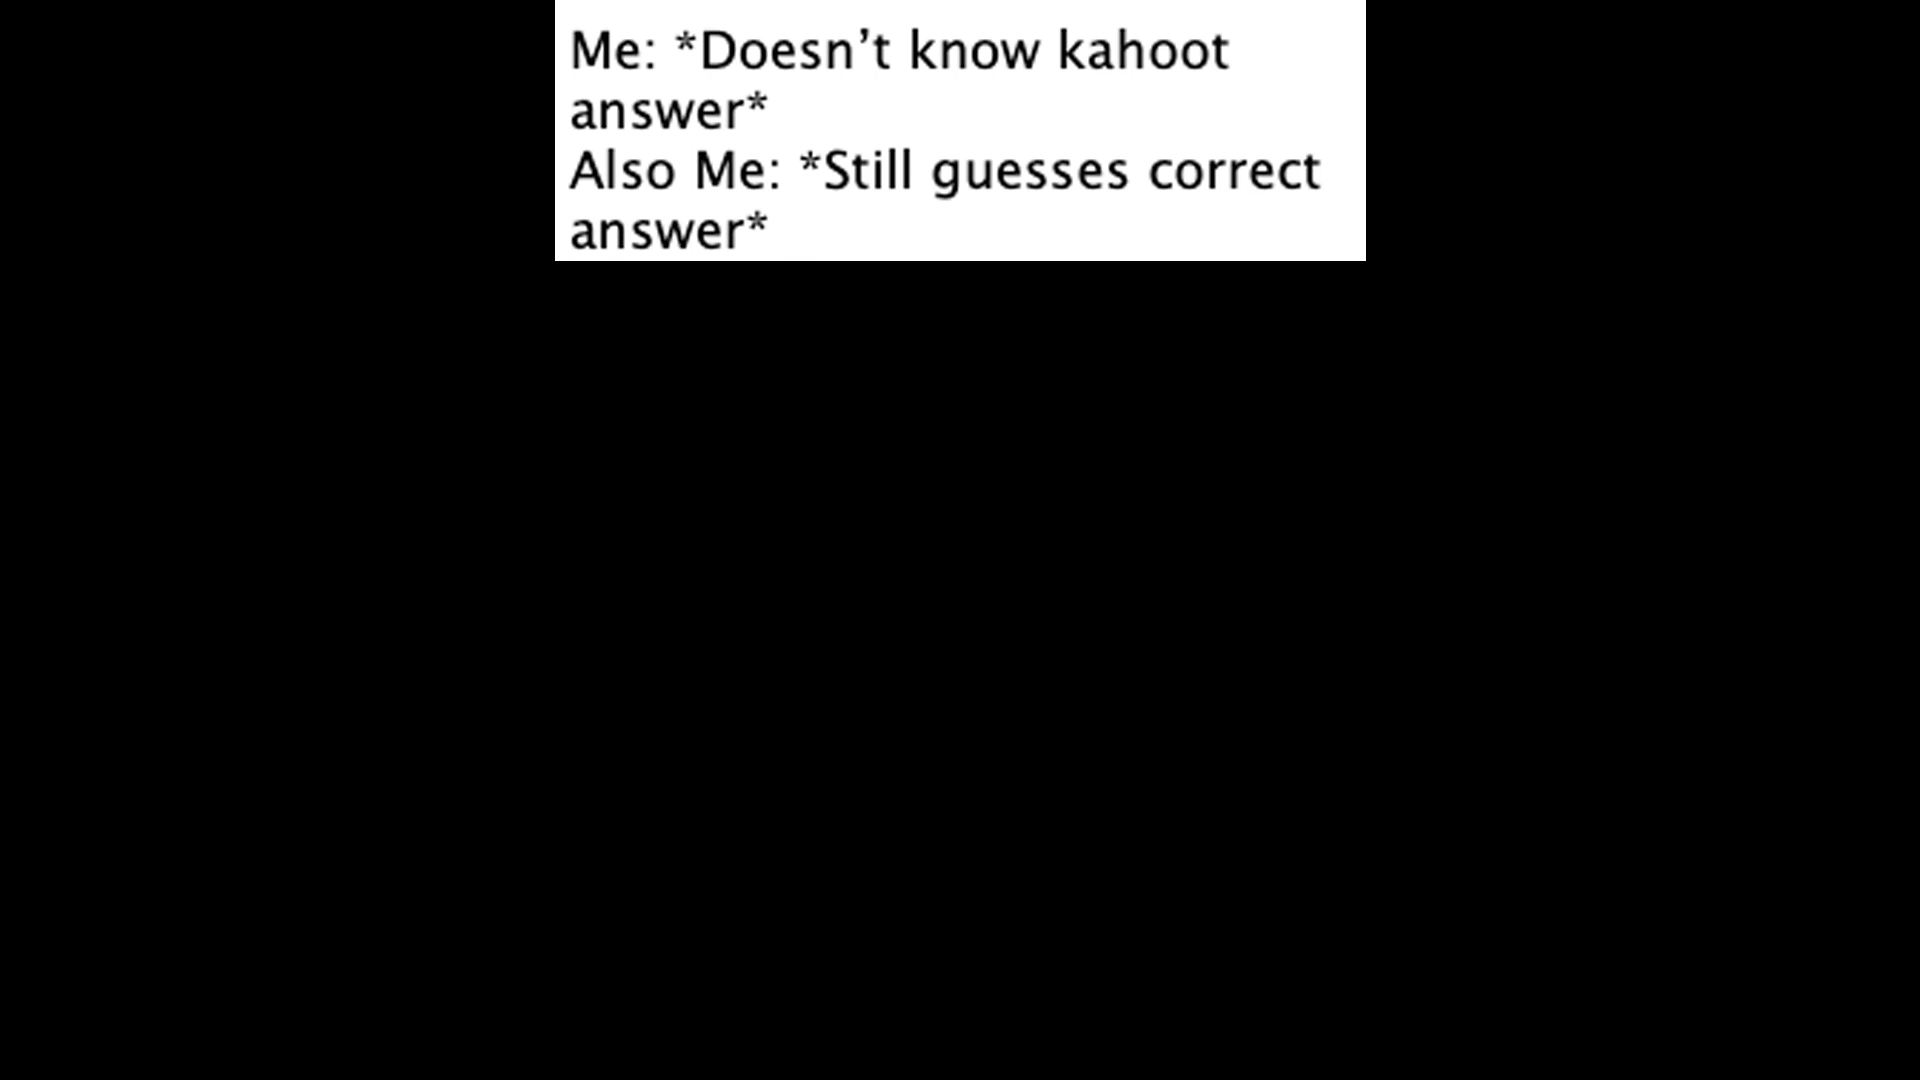 Me: *Doesn’t know kahoot
answer*
Also Me: *Still guesses correct
answer*